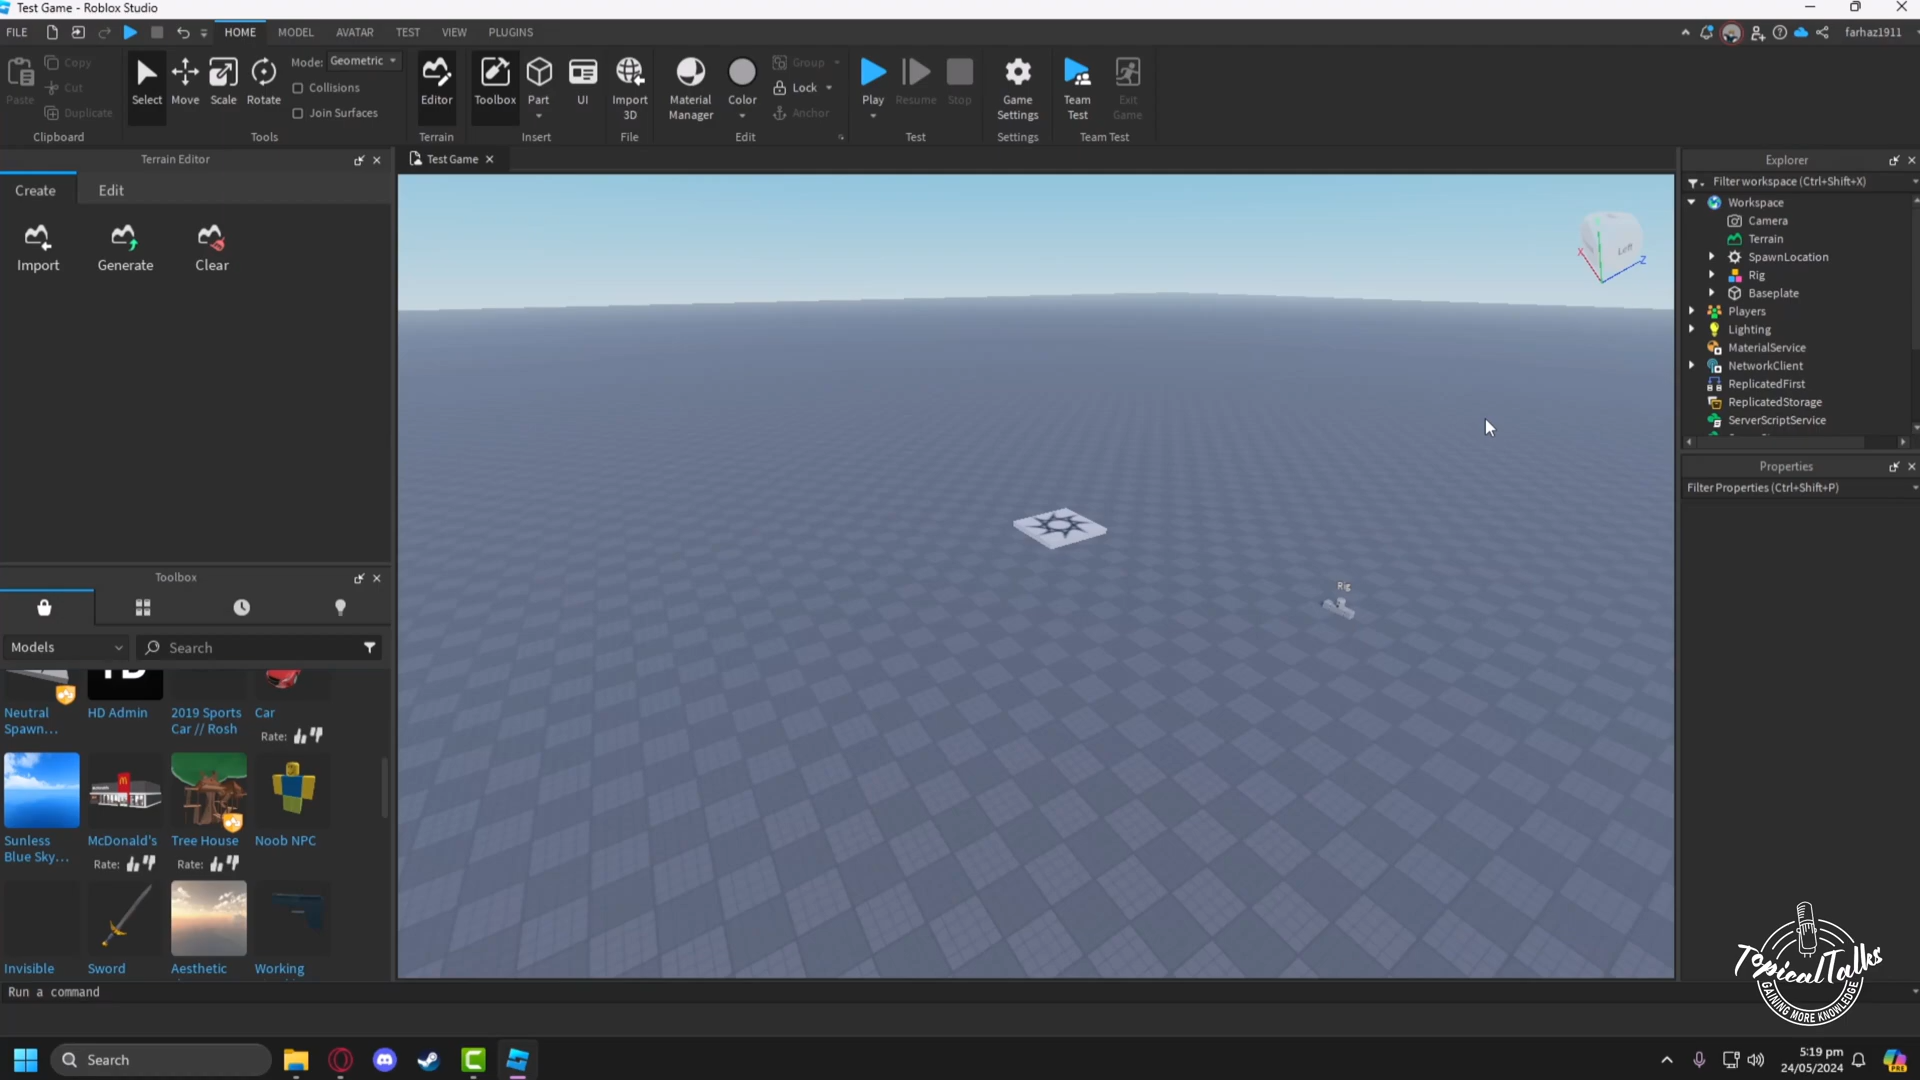 Test Game - Roblox Studio
FILE HOME MODEL AVATAR TEST VIEW PLUGINS farhaz1911
Paste Copy Cut Duplicate Clipboard
Select Move Scale Rotate Mode: Geometric Collisions Join Surfaces Tools
Editor Terrain
Toolbox Part UI Insert
Import 3D File
Material Manager Color Group Lock Anchor Edit
Play Resume Stop Test
Game Settings Settings
Team Test Exit Game Team Test
Terrain Editor
Create Edit
Import Generate Clear
Test Game
Left
X Z
Rig
Explorer
Filter workspace (Ctrl+Shift+X)
Workspace
Camera
Terrain
SpawnLocation
Rig
Baseplate
Players
Lighting
MaterialService
NetworkClient
ReplicatedFirst
ReplicatedStorage
ServerScriptService
Properties
Filter Properties (Ctrl+Shift+P)
Toolbox
Models Search
Neutral Spawn... HD Admin 2019 Sports Car // Rosh Car
Rate:
Sunless Blue Sky... McDonald's Tree House Noob NPC
Rate: Rate:
Invisible Sword Aesthetic Working
Run a command
TopicalTalks
GAINING MORE KNOWLEDGE
Search
5:19 pm
24/05/2024
PRE